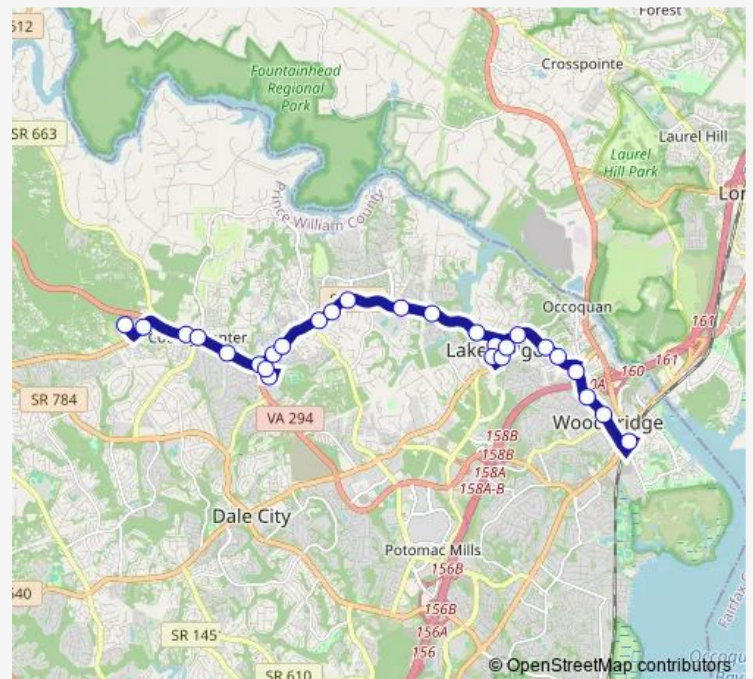 Forest
612
Crosspointe
Fountainhead
Regional
Park
SR 663
Laurel Hill
Laurel
Hill Park
Lor
Prince William County
Occoquan
161
Lake
161
160
SR 784
VA 294
Woodbridge
158B
158B
158A
158A-B
Dale City
Potomac Mills
156B
156B
156A
156
SR 145
SR 610
Fairfax
© OpenStreetMap contributors